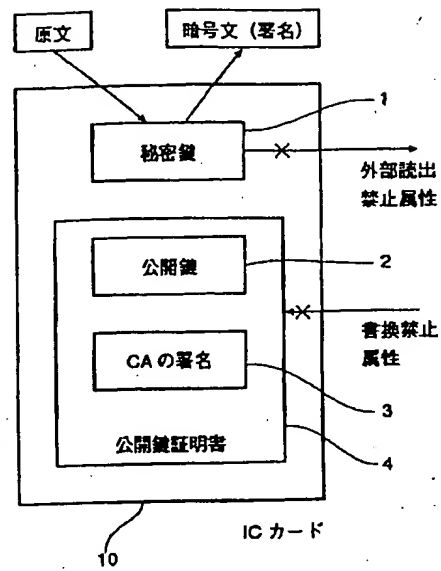 原文
暗号文（署名）
秘密鍵
1
外部読出
禁止属性
公開鍵
2
書換禁止
属性
CAの署名
3
公開鍵証明書
4
ICカード
10